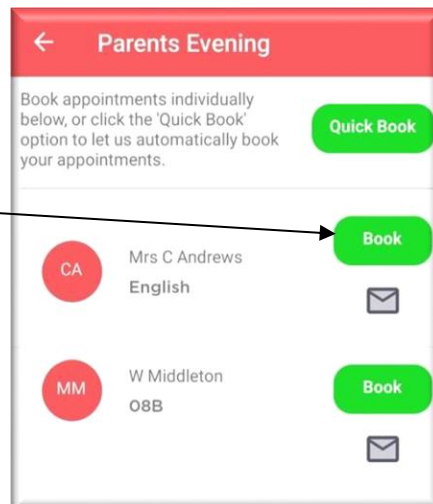 Parents Evening
Book appointments individually
below, or click the 'Quick Book'
option to let us automatically book
your appointments.
Quick Book
CA
Mrs C Andrews
English
Book
MM
W Middleton
08B
Book